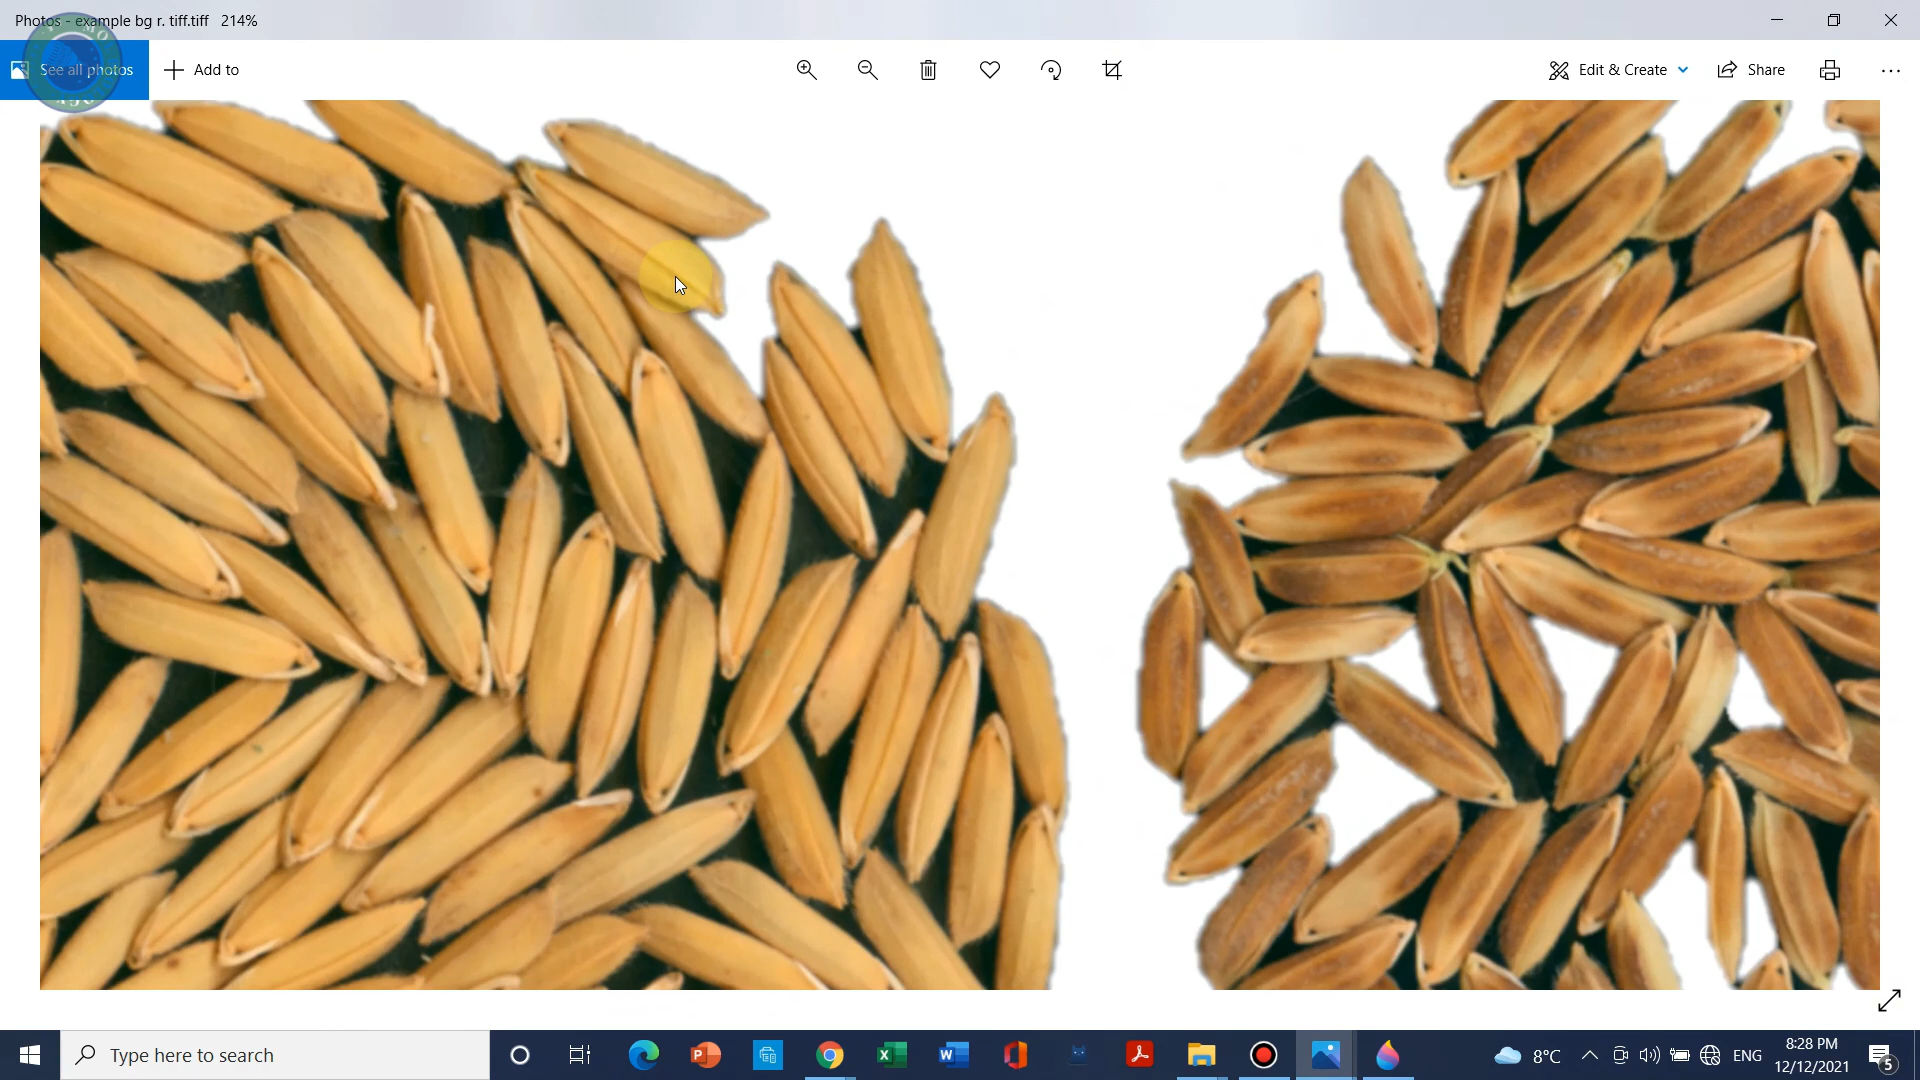 Photos - example bg r. tiff.tiff   214%
See all photos
Add to
Edit & Create
Share
Type here to search
8°C
ENG
8:28 PM
12/12/2021
5